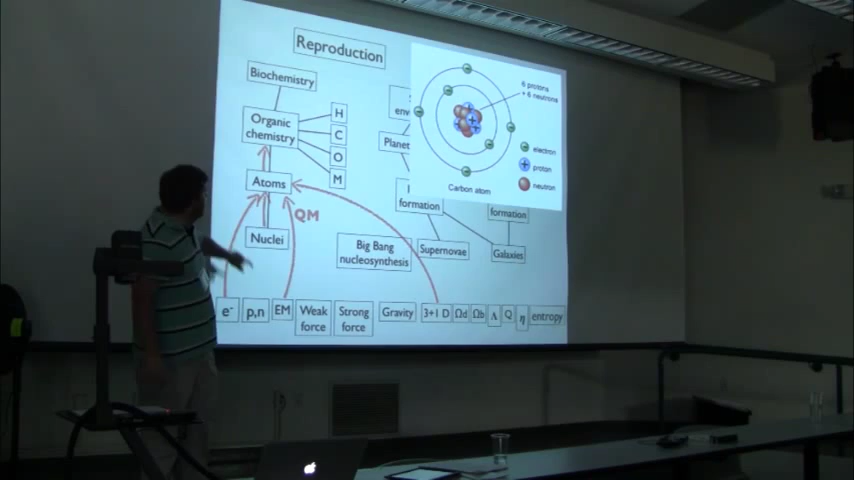 Reproduction
Biochemistry
Organic
chemistry
H
C
O
M
env
Planet
6 protons
+ 6 neutrons
electron
proton
neutron
Carbon atom
Atoms
QM
Nuclei
formation
formation
Big Bang
nucleosynthesis
Supernovae
Galaxies
e-
p,n
EM
Weak
force
Strong
force
Gravity
3+1 D
Ωd
Ωb
Λ
Q
η
entropy